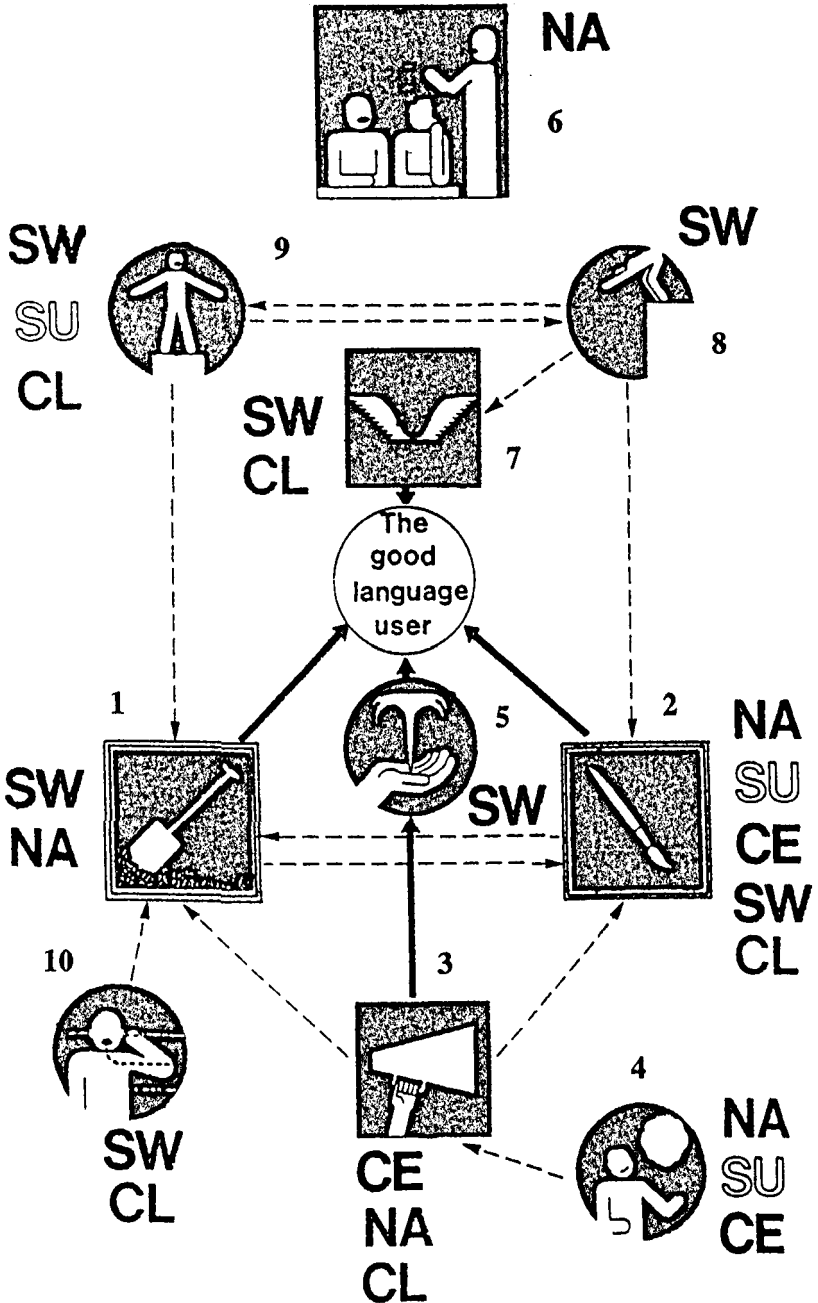 NA
6
SW
9
SU
CL
SW
8
SW
CL
7
The
good
language
user
1
SW
NA
5
SW
2
NA
SU
CE
SW
CL
10
SW
CL
3
CE
NA
CL
4
NA
SU
CE